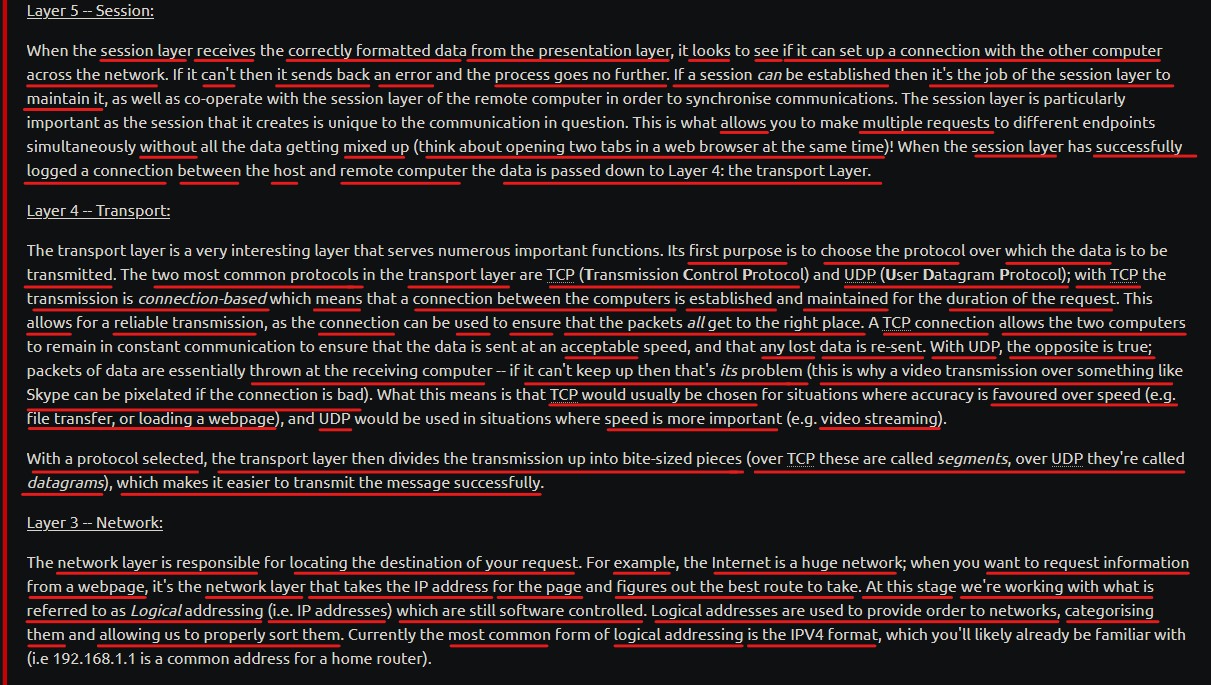 Layer 5 -- Session:
When the session layer receives the correctly formatted data from the presentation layer, it looks to see if it can set up a connection with the other computer
across the network. If it can't then it sends back an error and the process goes no further. If a session can be established then it's the job of the session layer to
maintain it, as well as co-operate with the session layer of the remote computer in order to synchronise communications. The session layer is particularly
important as the session that it creates is unique to the communication in question. This is what allows you to make multiple requests to different endpoints
simultaneously without all the data getting mixed up (think about opening two tabs in a web browser at the same time)! When the session layer has successfully
logged a connection between the host and remote computer the data is passed down to Layer 4: the transport Layer.
Layer 4 -- Transport:
The transport layer is a very interesting layer that serves numerous important functions. Its first purpose is to choose the protocol over which the data is to be
transmitted. The two most common protocols in the transport layer are TCP (Transmission Control Protocol) and UDP (User Datagram Protocol); with TCP the
transmission is connection-based which means that a connection between the computers is established and maintained for the duration of the request. This
allows for a reliable transmission, as the connection can be used to ensure that the packets all get to the right place. A TCP connection allows the two computers
to remain in constant communication to ensure that the data is sent at an acceptable speed, and that any lost data is re-sent. With UDP, the opposite is true;
packets of data are essentially thrown at the receiving computer -- if it can't keep up then that's its problem (this is why a video transmission over something like
Skype can be pixelated if the connection is bad). What this means is that TCP would usually be chosen for situations where accuracy is favoured over speed (e.g.
file transfer, or loading a webpage), and UDP would be used in situations where speed is more important (e.g. video streaming).
With a protocol selected, the transport layer then divides the transmission up into bite-sized pieces (over TCP these are called segments, over UDP they're called
datagrams), which makes it easier to transmit the message successfully.
Layer 3 -- Network:
The network layer is responsible for locating the destination of your request. For example, the Internet is a huge network; when you want to request information
from a webpage, it's the network layer that takes the IP address for the page and figures out the best route to take. At this stage we're working with what is
referred to as Logical addressing (i.e. IP addresses) which are still software controlled. Logical addresses are used to provide order to networks, categorising
them and allowing us to properly sort them. Currently the most common form of logical addressing is the IPV4 format, which you'll likely already be familiar with
(i.e 192.168.1.1 is a common address for a home router).